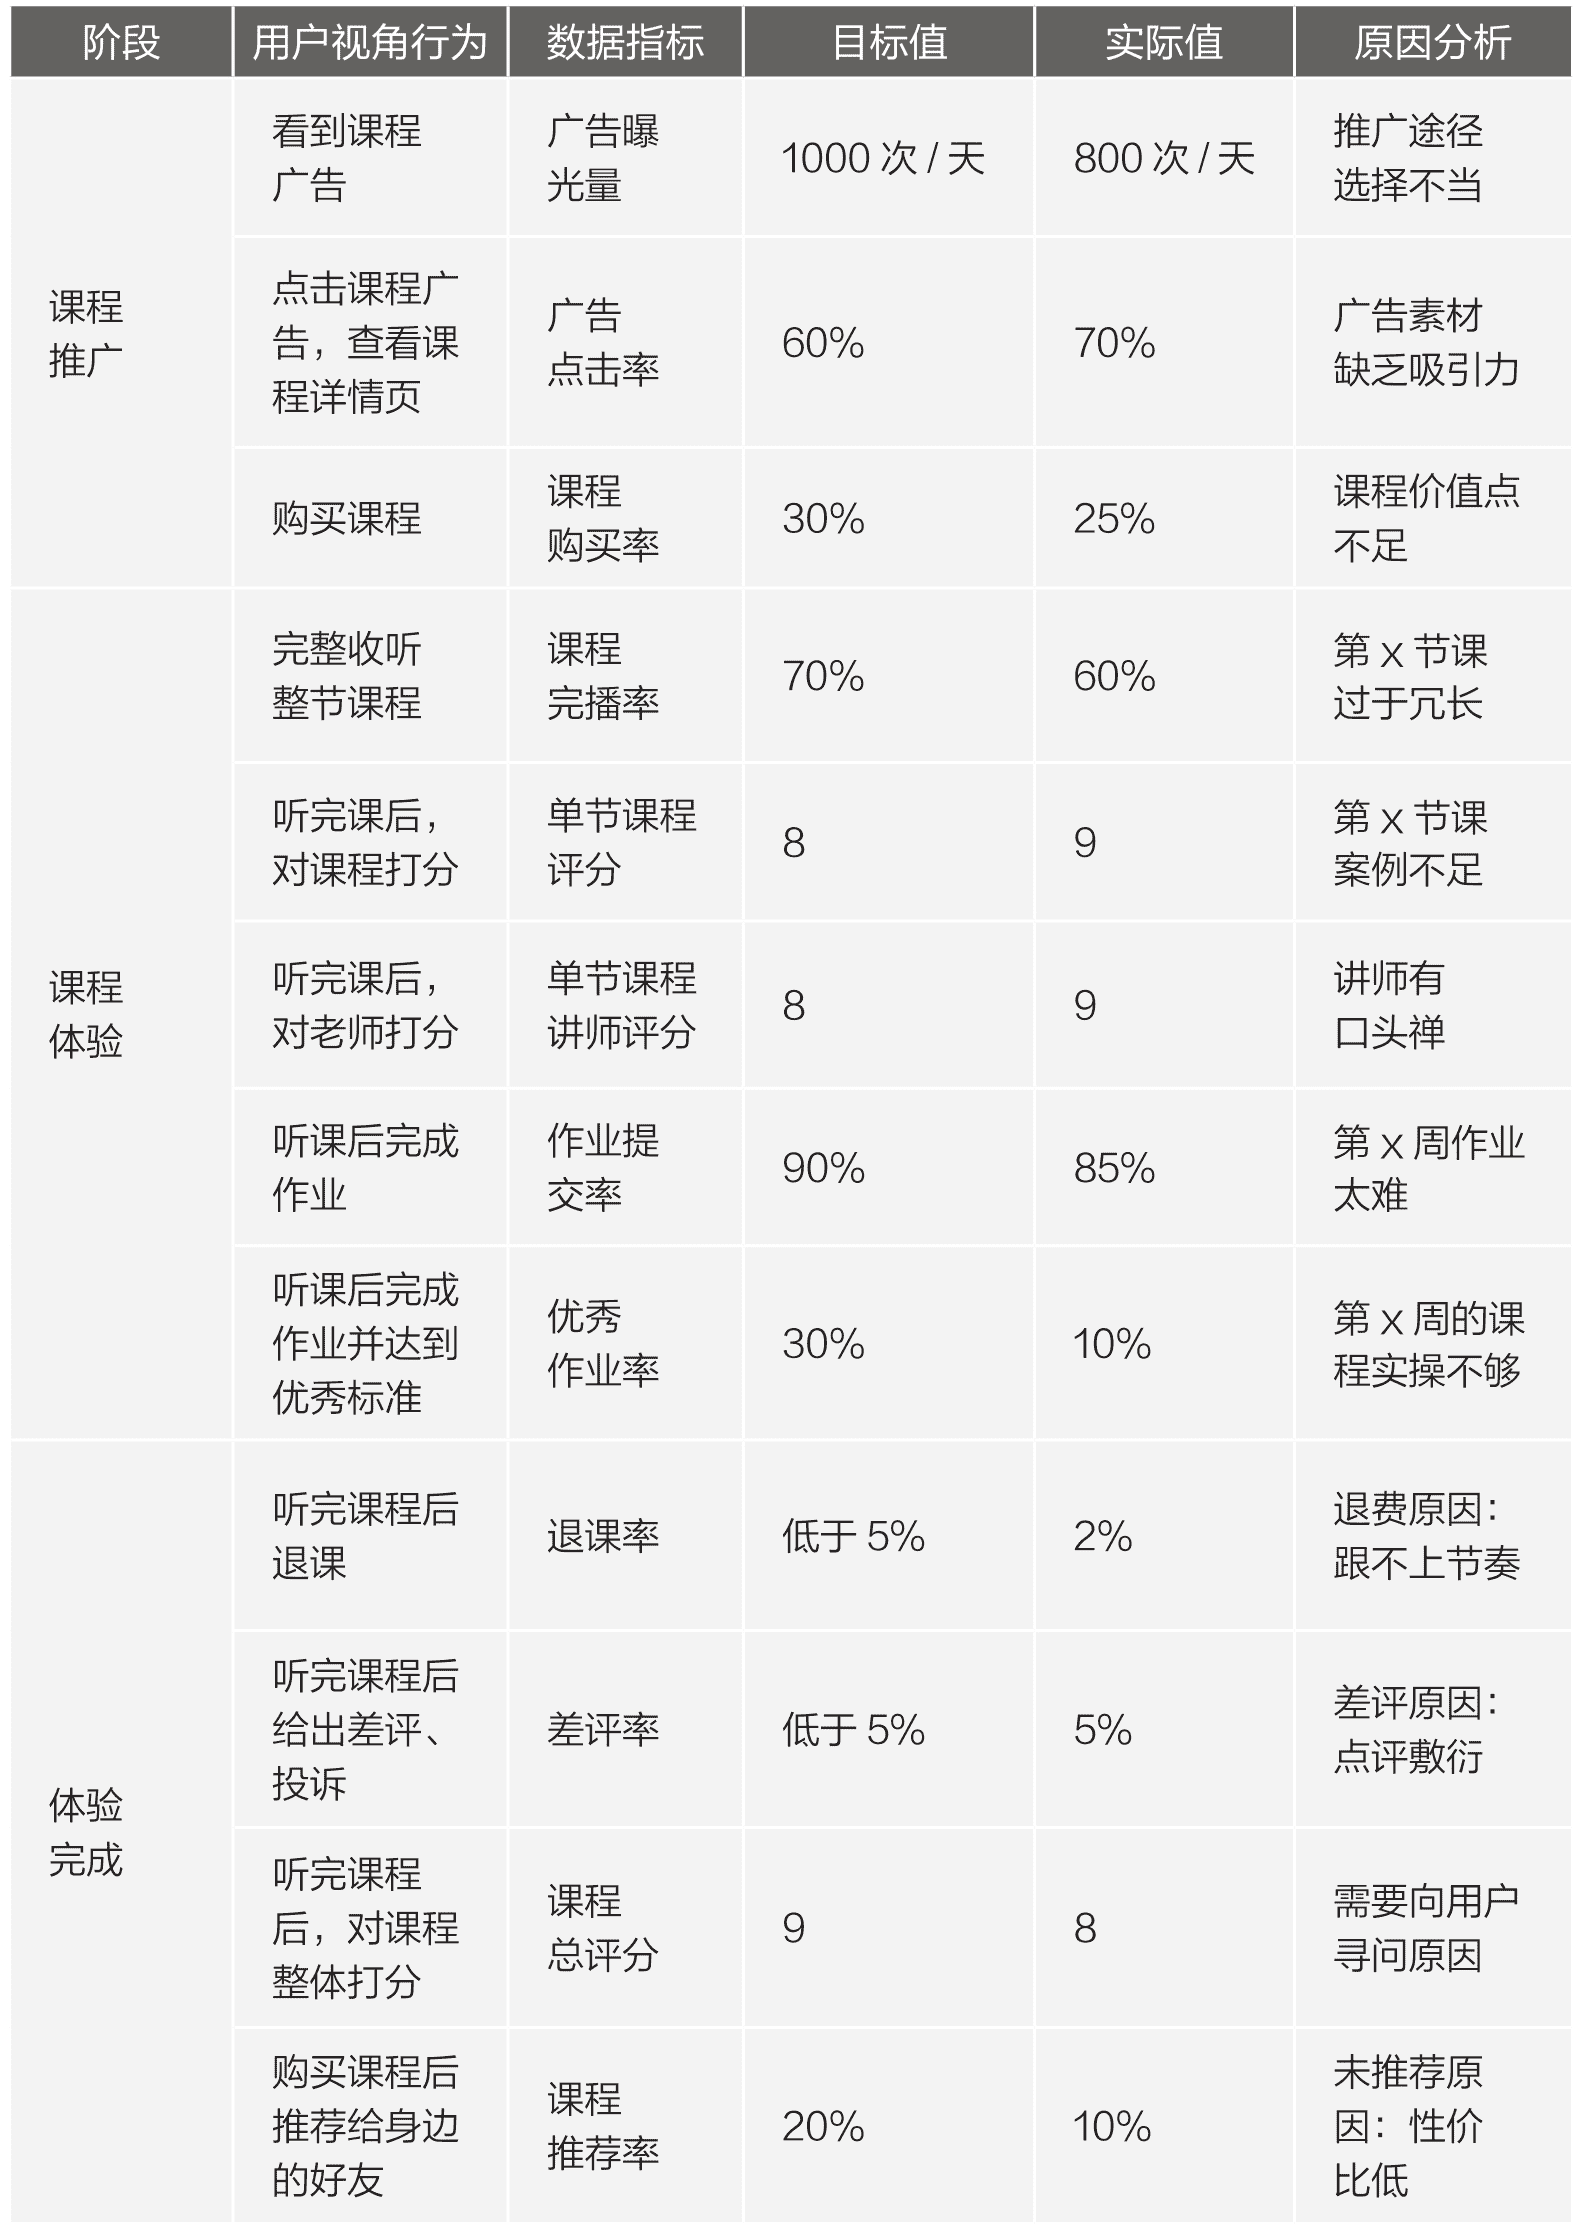 阶段
用户视角行为
数据指标
目标值
实际值
原因分析
课程
推广
看到课程
广告
广告曝
光量
1000 次 / 天
800 次 / 天
推广途径
选择不当
点击课程广
告，查看课
程详情页
广告
点击率
60%
70%
广告素材
缺乏吸引力
购买课程
课程
购买率
30%
25%
课程价值点
不足
课程
体验
完整收听
整节课程
课程
完播率
70%
60%
第 x 节课
过于冗长
听完课后，
对课程打分
单节课程
评分
8
9
第 x 节课
案例不足
听完课后，
对老师打分
单节课程
讲师评分
8
9
讲师有
口头禅
听课后完成
作业
作业提
交率
90%
85%
第 x 周作业
太难
听课后完成
作业并达到
优秀标准
优秀
作业率
30%
10%
第 x 周的课
程实操不够
体验
完成
听完课程后
退课
退课率
低于 5%
2%
退费原因：
跟不上节奏
听完课程后
给出差评、
投诉
差评率
低于 5%
5%
差评原因：
点评敷衍
听完课程
后，对课程
整体打分
课程
总评分
9
8
需要向用户
寻问原因
购买课程后
推荐给身边
的好友
课程
推荐率
20%
10%
未推荐原
因：性价
比低